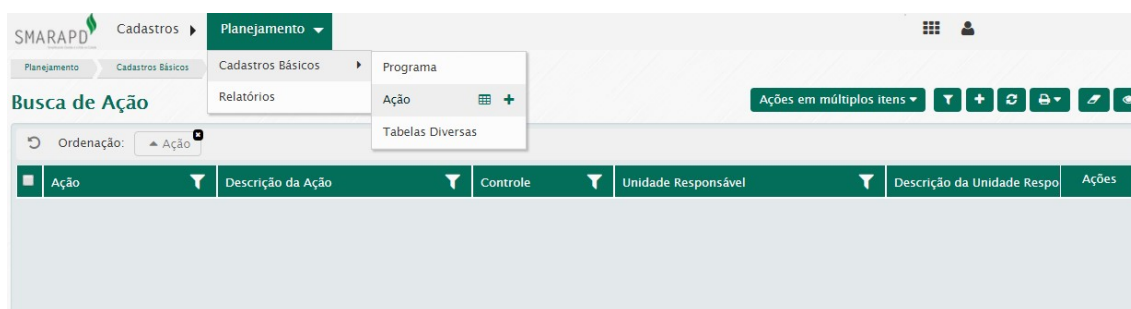 SMARAPD
Cadastros
Planejamento
Planejamento
Cadastros Básicos
Cadastros Básicos
Programa
Busca de Ação
Relatórios
Ação
Ações em múltiplos itens
Tabelas Diversas
Ordenação:
Ação
Ação
Descrição da Ação
Controle
Unidade Responsável
Descrição da Unidade Respo
Ações